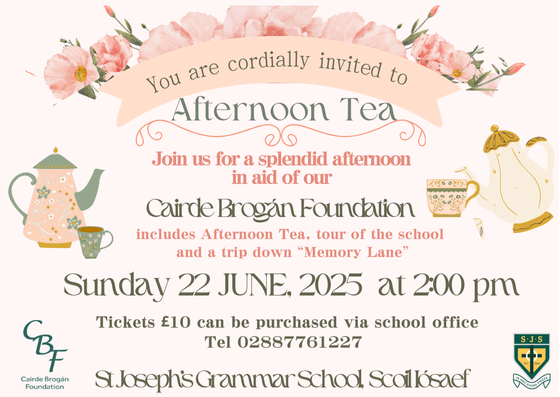 You are cordially invited to
Afternoon Tea
Join us for a splendid afternoon
in aid of our
Cairde Brogán Foundation
includes Afternoon Tea, tour of the school
and a trip down “Memory Lane”
Sunday 22 JUNE, 2025 at 2:00 pm
Tickets £10 can be purchased via school office
Tel 02887761227
St Joseph's Grammar School, Scoil Iósaef
CBF
Cairde Brogán
Foundation
S·J·S